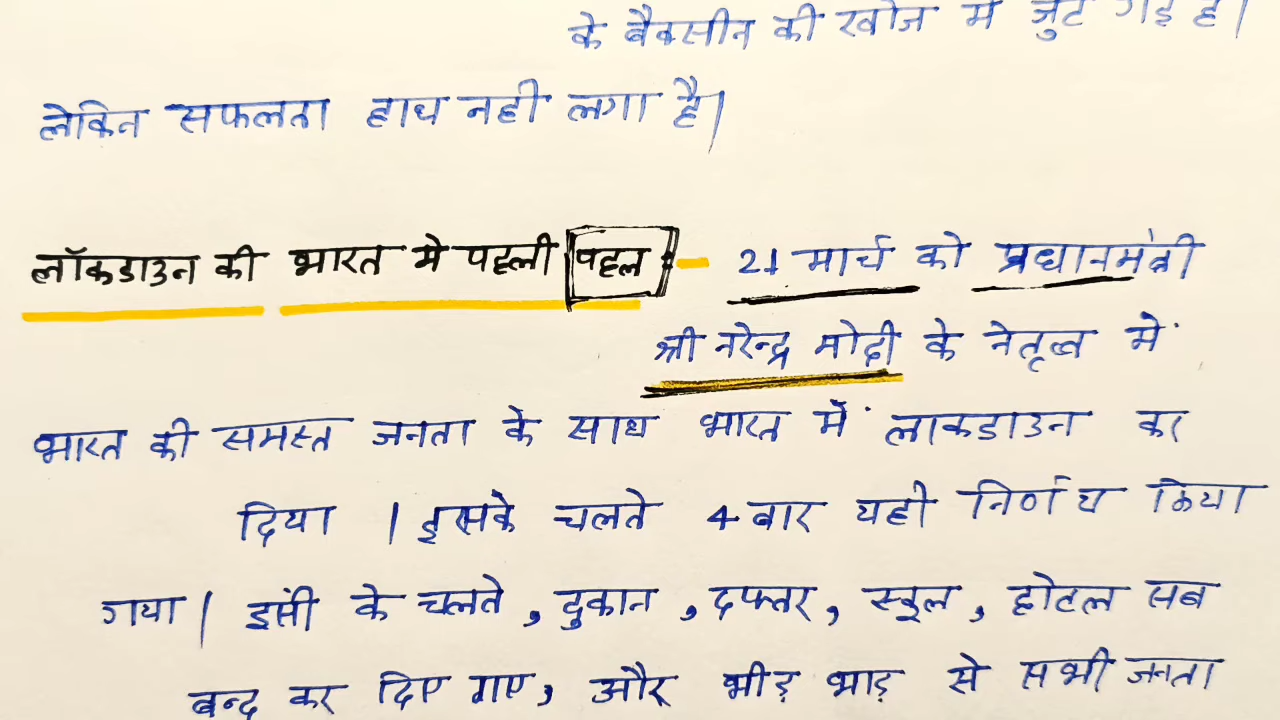 के वैक्सीन की खोज मे जुट गई है।
लेकिन सफलता हाथ नही लगा है।
लॉकडाउन की भारत मे पहली पहल :- 21 मार्च को प्रधानमंत्री
श्री नरेन्द्र मोदी के नेतृत्व में
भारत की समस्त जनता के साथ भारत में लाकडाउन कर
दिया । इसके चलते 4 बार यही निर्णय किया
गया । इसी के चलते , दुकान , दफ्तर , स्कूल , होटल सब
बन्द कर दिए गए , और भीड़ भाड़ से सभी जनता